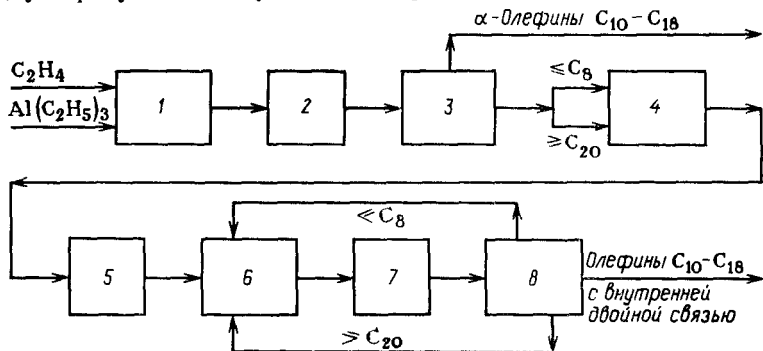 α-Олефины C10–C18
C2H4
Al(C2H5)3
1
2
3
≤C8
≥C20
4
≤C8
5
6
7
8
Олефины C10–C18
с внутренней
двойной связью
≥C20